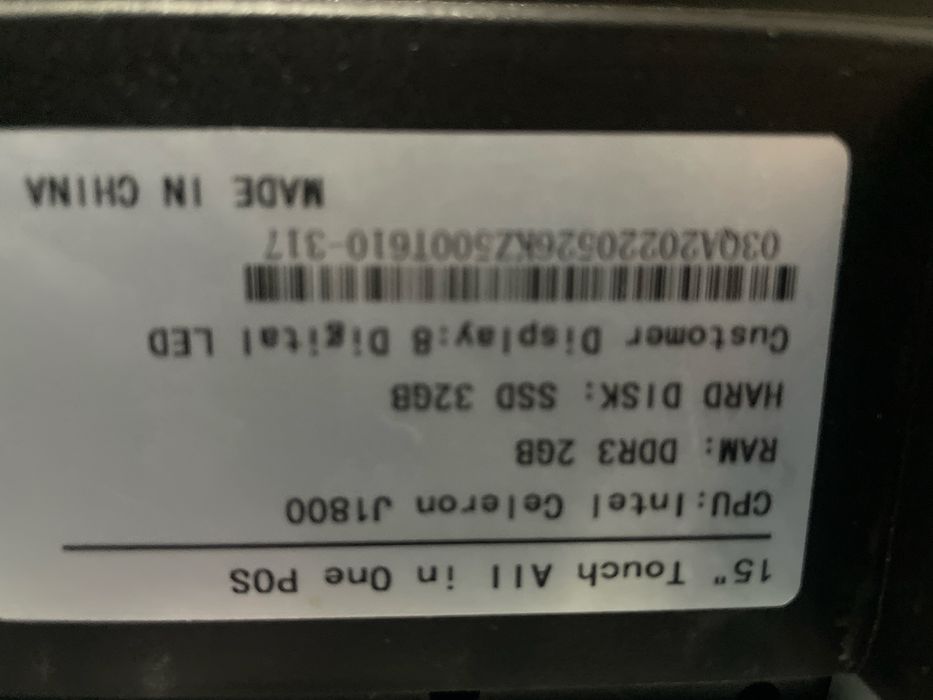 15" Touch All in One POS
CPU:Intel Celeron J1800
RAM: DDR3 2GB
HARD DISK: SSD 32GB
Customer Display:8 Digital LED
03QA20220526KZ500T610-317
MADE IN CHINA